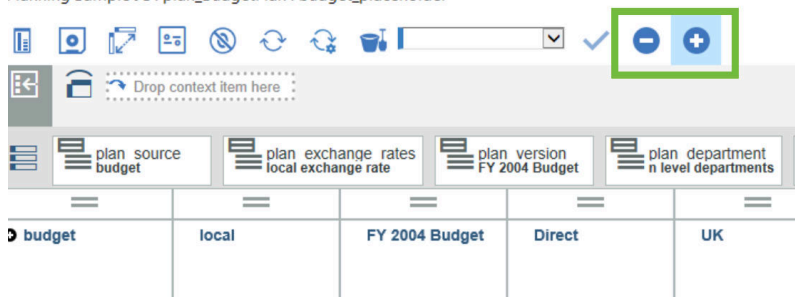 Drop context item here
plan source
budget
plan exchange rates
local exchange rate
plan version
FY 2004 Budget
plan department
n level departments
budget
local
FY 2004 Budget
Direct
UK